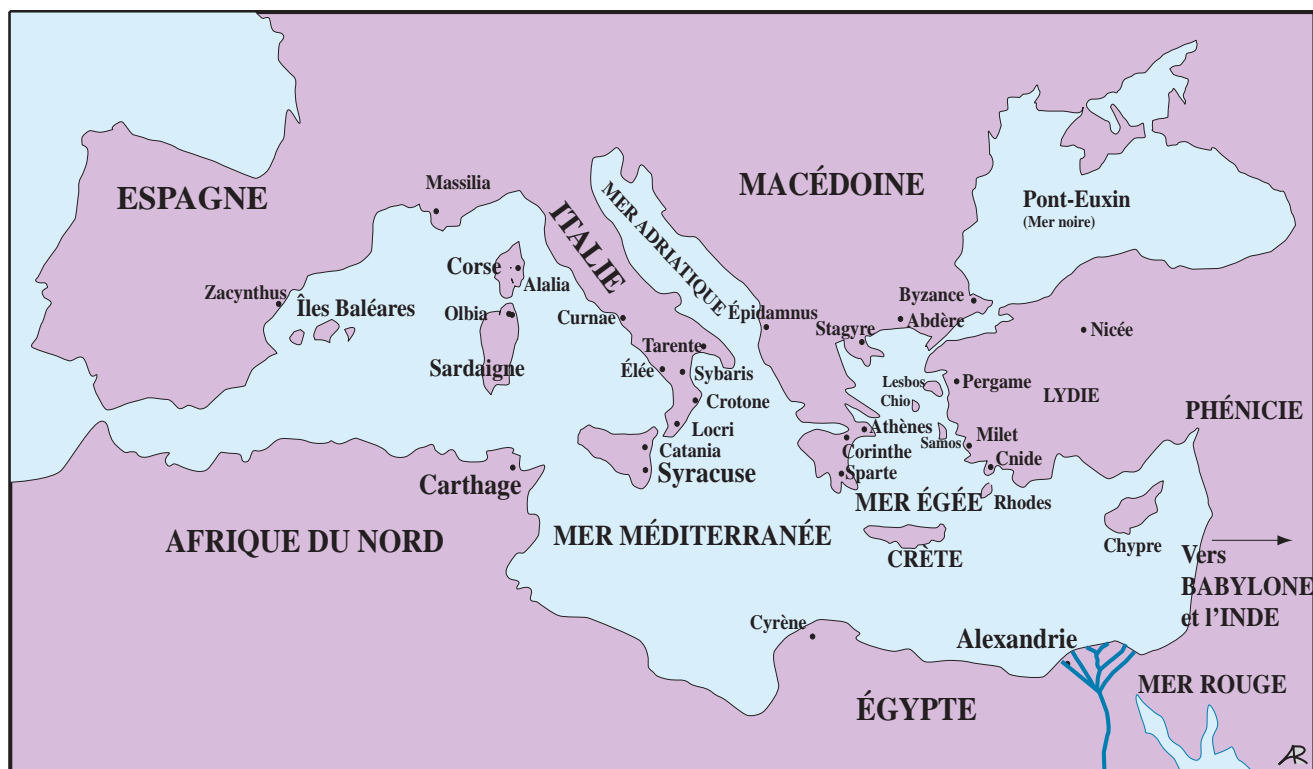 Massilia
ESPAGNE
MACÉDOINE
Pont-Euxin
(Mer noire)
MER ADRIATIQUE
ITALIE
Corse
Alalia
Zacynthus
Îles Baléares
Olbia
Curnae
Épidamnus
Byzance
Abdère
Stagyre
Nicée
Tarente
Sardaigne
Élée
Sybaris
Lesbos
Pergame
Chio
LYDIE
Crotone
PHÉNICIE
Locri
Athènes
Samos
Milet
Catania
Corinthe
Cnide
Syracuse
Sparte
Carthage
MER ÉGÉE
Rhodes
AFRIQUE DU NORD
MER MÉDITERRANÉE
CRÈTE
Chypre
Vers
BABYLONE
et l'INDE
Cyrène
Alexandrie
MER ROUGE
ÉGYPTE
AR